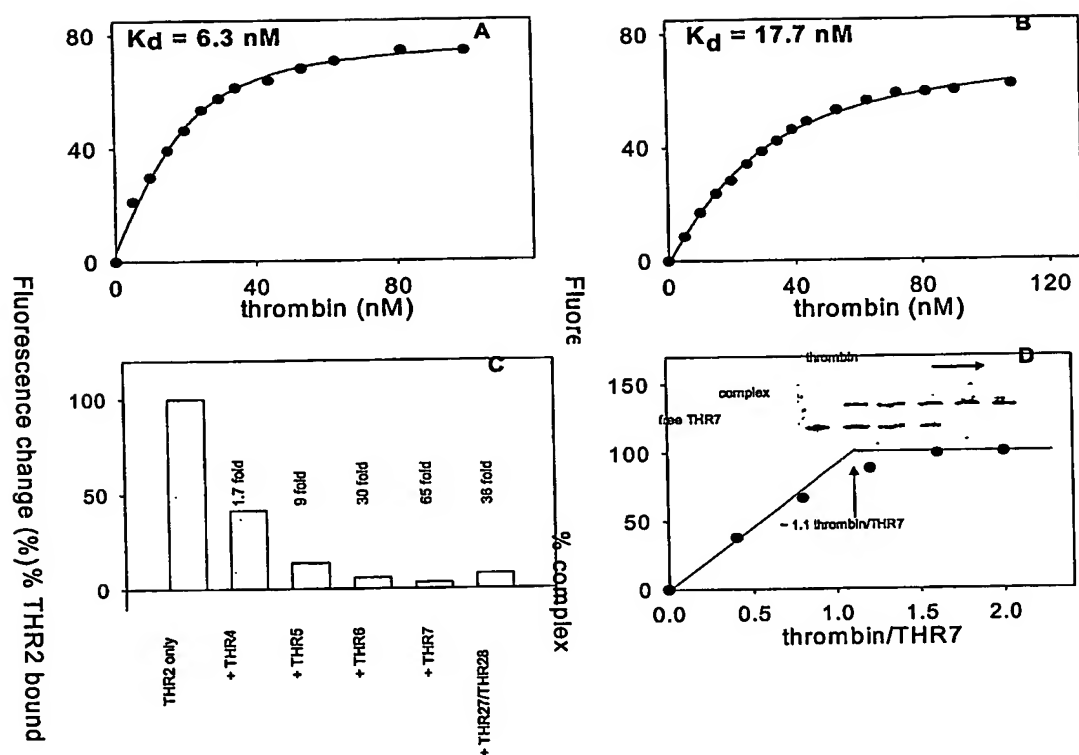 A
Kd = 6.3 nM
80
40
0
0
40
80
thrombin (nM)
B
Kd = 17.7 nM
80
40
0
0
40
80
120
thrombin (nM)
Fluorescence change (%)
% THR2 bound
Fluore
% complex
C
100
50
0
1.7 fold
9 fold
30 fold
65 fold
THR2 only
+ THR4
+ THR5
+ THR6
+ THR7
+ THR27/THR28
D
150
100
50
0
thrombin
complex
free THR7
~ 1.1 thrombin/THR7
0.0
0.5
1.0
1.5
2.0
thrombin/THR7